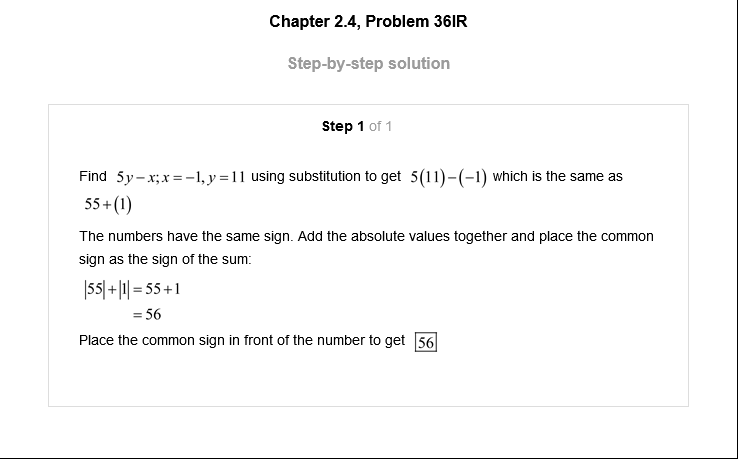 Chapter 2.4, Problem 36IR
Step-by-step solution
Step 1 of 1
Find 5y−x; x=−1, y=11 using substitution to get 5(11)−(−1) which is the same as
55+(1)
The numbers have the same sign. Add the absolute values together and place the common
sign as the sign of the sum:
|55|+|1|=55+1
=56
Place the common sign in front of the number to get 56